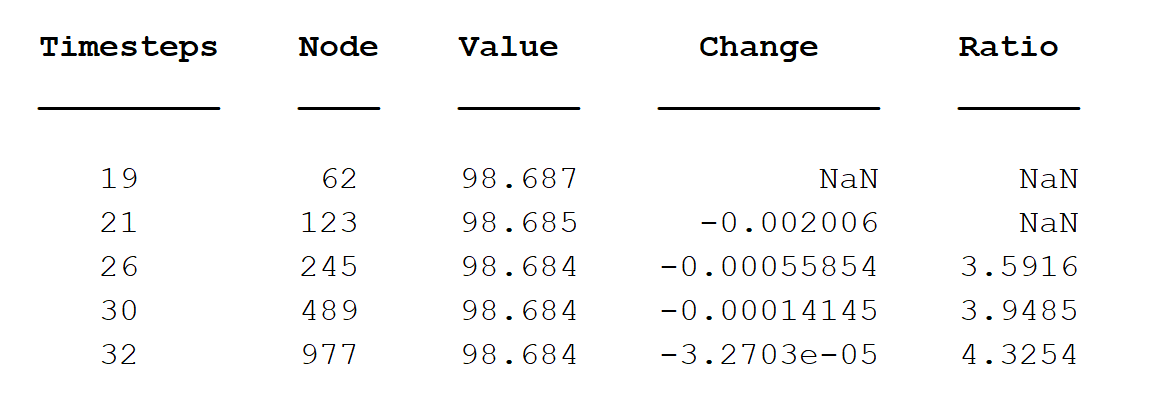 Timesteps Node Value Change Ratio
19 62 98.687 NaN NaN
21 123 98.685 -0.002006 NaN
26 245 98.684 -0.00055854 3.5916
30 489 98.684 -0.00014145 3.9485
32 977 98.684 -3.2703e-05 4.3254